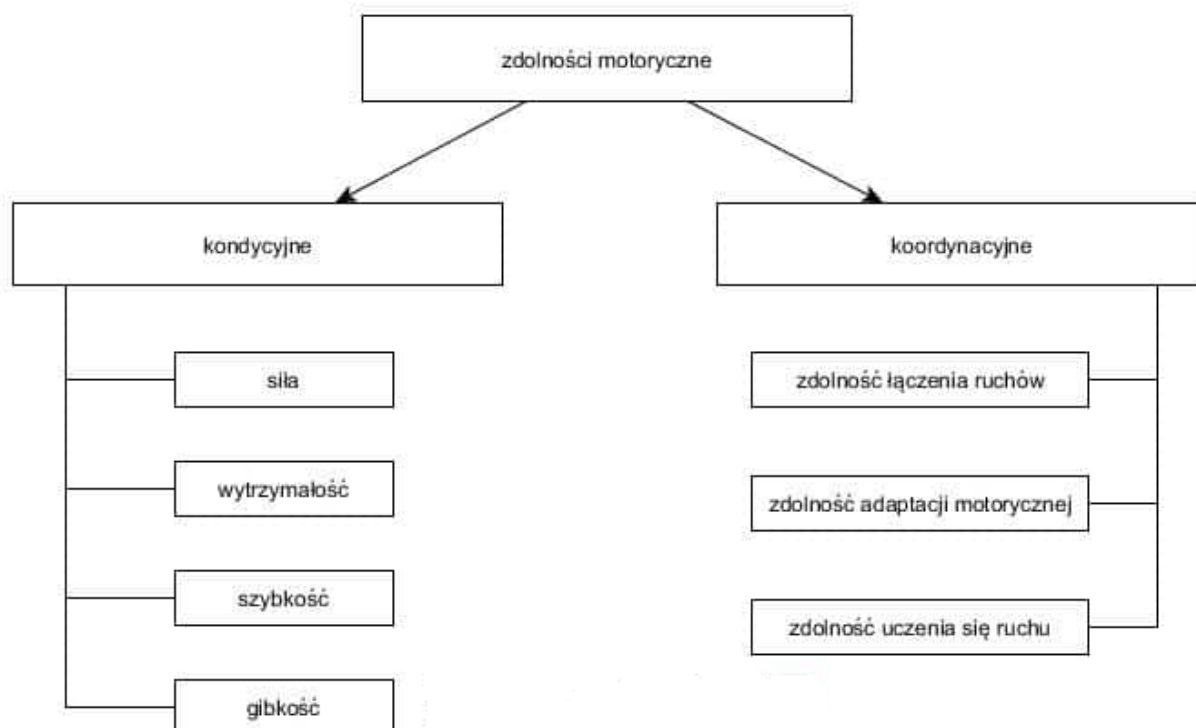 zdolności motoryczne
kondycyjne
koordynacyjne
siła
zdolność łączenia ruchów
wytrzymałość
zdolność adaptacji motorycznej
szybkość
zdolność uczenia się ruchu
gibkość